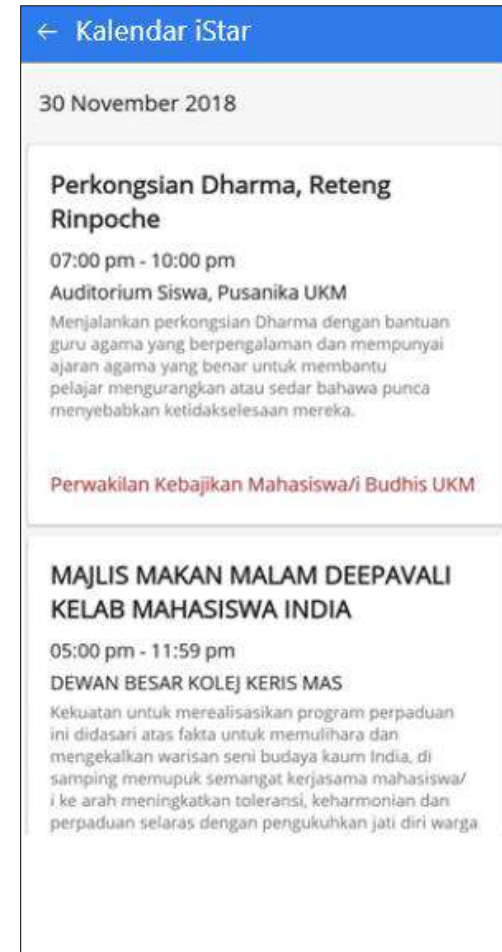 ← Kalendar iStar
30 November 2018
Perkongsian Dharma, Reteng
Rinpoche
07:00 pm - 10:00 pm
Auditorium Siswa, Pusanika UKM
Menjalankan perkongsian Dharma dengan bantuan
guru agama yang berpengalaman dan mempunyai
ajaran agama yang benar untuk membantu
pelajar mengurangkan atau sedar bahawa punca
menyebabkan ketidakselesaan mereka.
Perwakilan Kebajikan Mahasiswa/i Budhis UKM
MAJLIS MAKAN MALAM DEEPAVALI
KELAB MAHASISWA INDIA
05:00 pm - 11:59 pm
DEWAN BESAR KOLEJ KERIS MAS
Kekuatan untuk merealisasikan program perpaduan
ini didasari atas fakta untuk memulihara dan
mengekalkan warisan seni budaya kaum India, di
samping memupuk semangat kerjasama mahasiswa/
i ke arah meningkatkan toleransi, keharmonian dan
perpaduan selaras dengan pengukuhkan jati diri warga